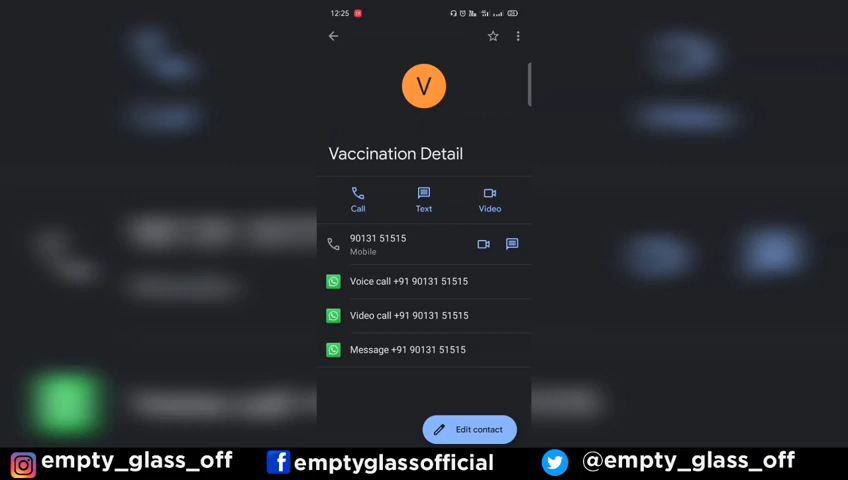 12:25
V
Vaccination Detail
Call Text Video
90131 51515
Mobile
Voice call +91 90131 51515
Video call +91 90131 51515
Message +91 90131 51515
Edit contact
empty_glass_off emptyglassofficial @empty_glass_off